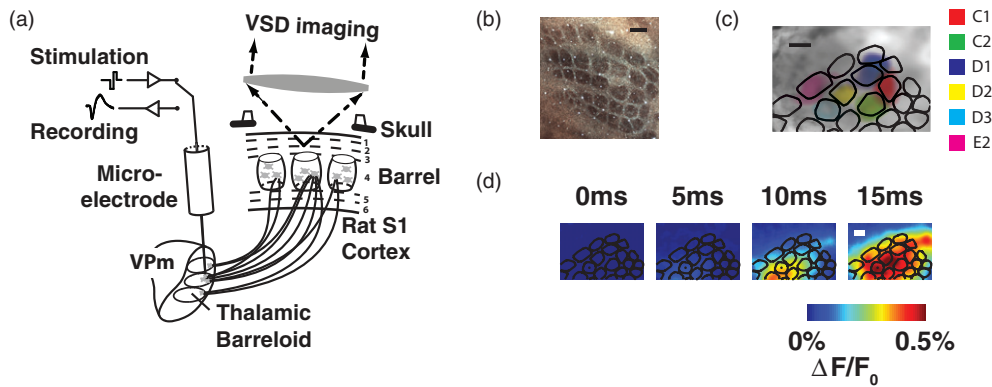 (a)
VSD imaging
Stimulation
Recording
Skull
Micro-
electrode
1
2
3
4
5
6
Barrel
Rat S1
Cortex
VPm
Thalamic
Barreloid
(b)
(c)
C1
C2
D1
D2
D3
E2
(d)
0ms 5ms 10ms 15ms
0% 0.5%
ΔF/F₀